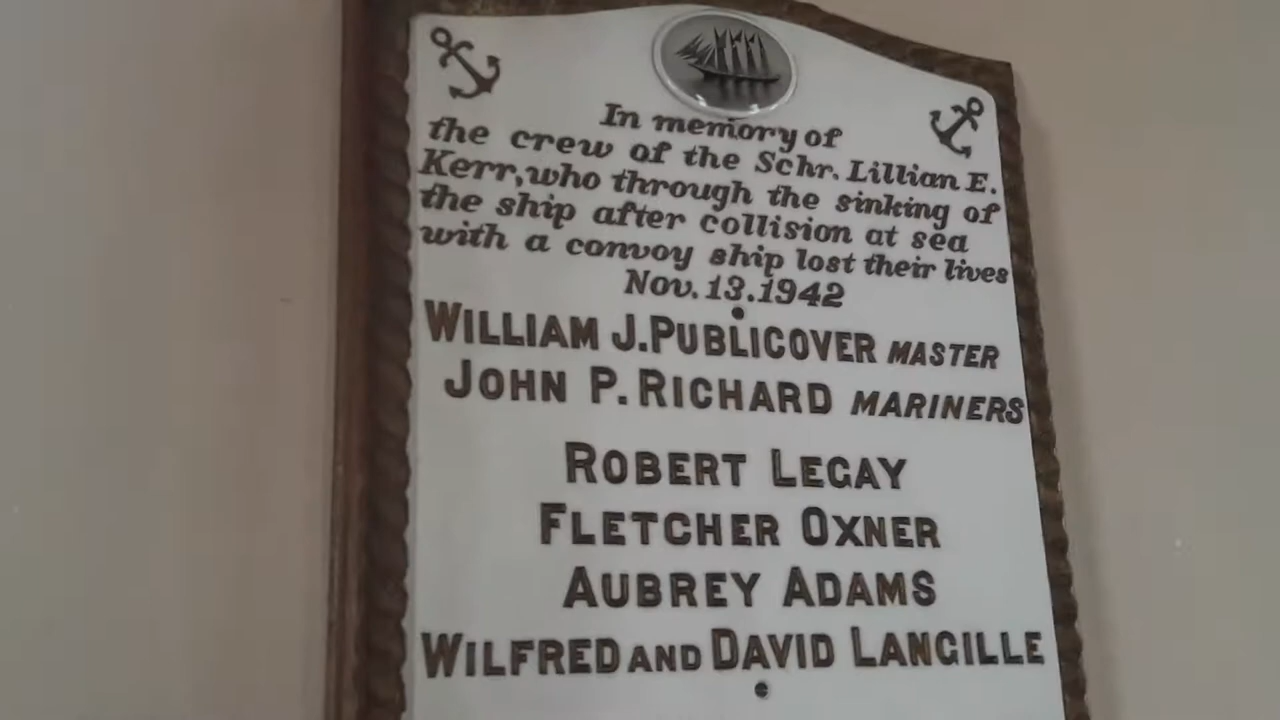 In memory of
the crew of the Schr. Lillian E.
Kerr, who through the sinking of
the ship after collision at sea
with a convoy ship lost their lives
Nov. 13. 1942
WILLIAM J. PUBLICOVER MASTER
JOHN P. RICHARD MARINERS
ROBERT LEGAY
FLETCHER OXNER
AUBREY ADAMS
WILFRED AND DAVID LANGILLE